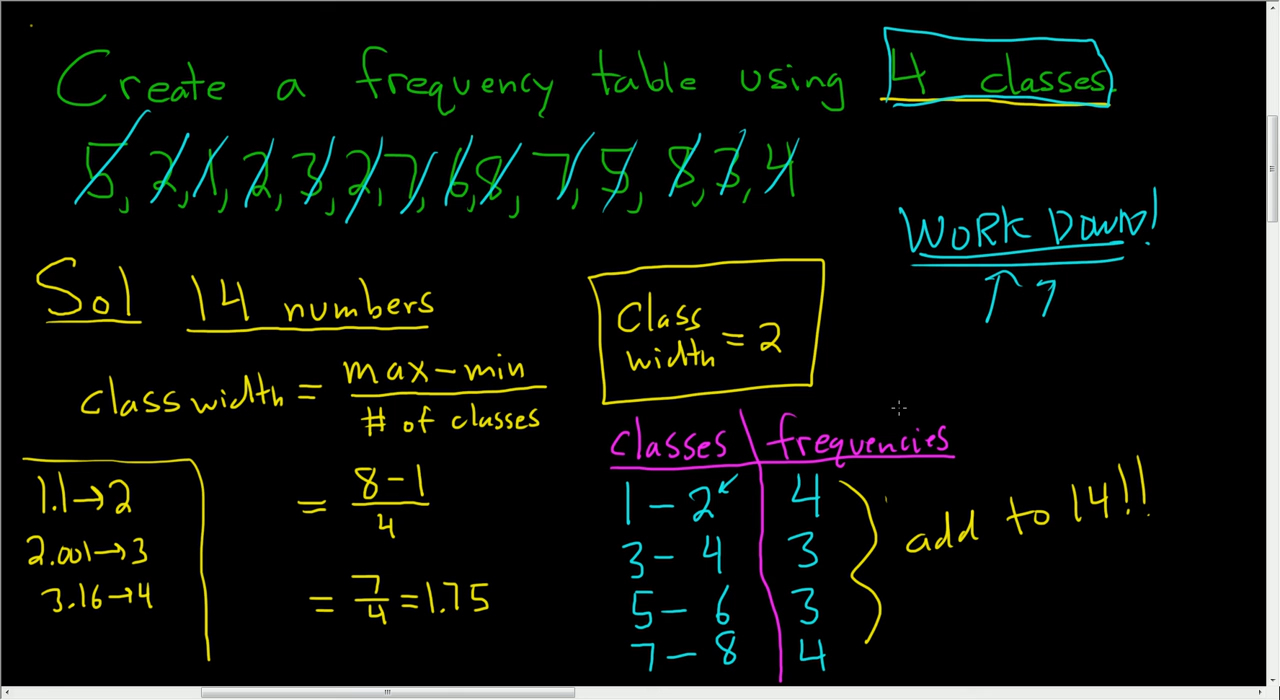 Create a frequency table using 4 classes
5, 2, 1, 2, 3, 2, 7, 6, 8, 7, 5, 8, 3, 4
WORK DOWN!
Sol 14 numbers
class width = max - min / # of classes
= 8 - 1 / 4
= 7/4 = 1.75
1.1 → 2
2.001 → 3
3.16 → 4
Class width = 2
classes | frequencies
1 - 2 4
3 - 4 3
5 - 6 3
7 - 8 4
add to 14!!